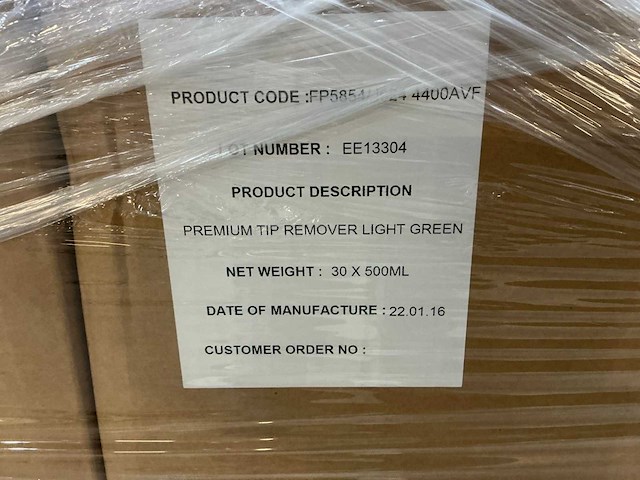 PRODUCT CODE : 4400AVF
LOT NUMBER : EE13304
PRODUCT DESCRIPTION
PREMIUM TIP REMOVER LIGHT GREEN
NET WEIGHT : 30 X 500ML
DATE OF MANUFACTURE : 22.01.16
CUSTOMER ORDER NO :